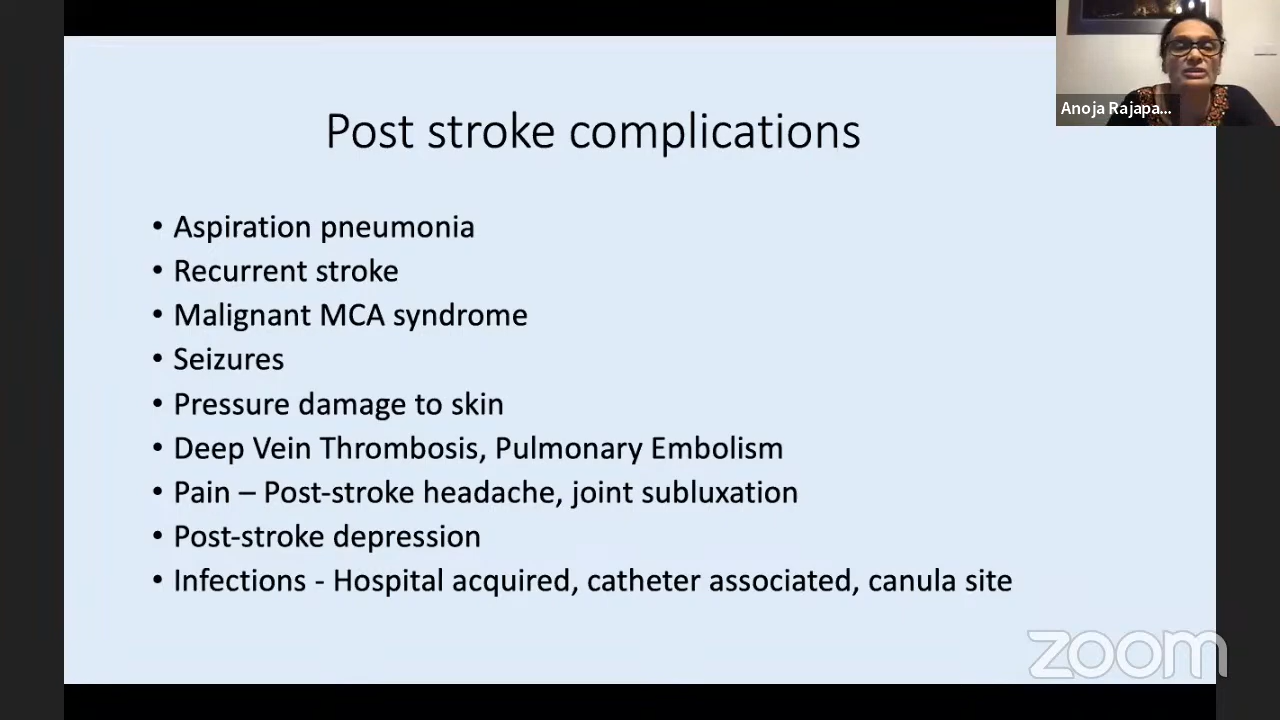 Post stroke complications
• Aspiration pneumonia
• Recurrent stroke
• Malignant MCA syndrome
• Seizures
• Pressure damage to skin
• Deep Vein Thrombosis, Pulmonary Embolism
• Pain – Post-stroke headache, joint subluxation
• Post-stroke depression
• Infections - Hospital acquired, catheter associated, canula site
Anoja Rajapa...
zoom